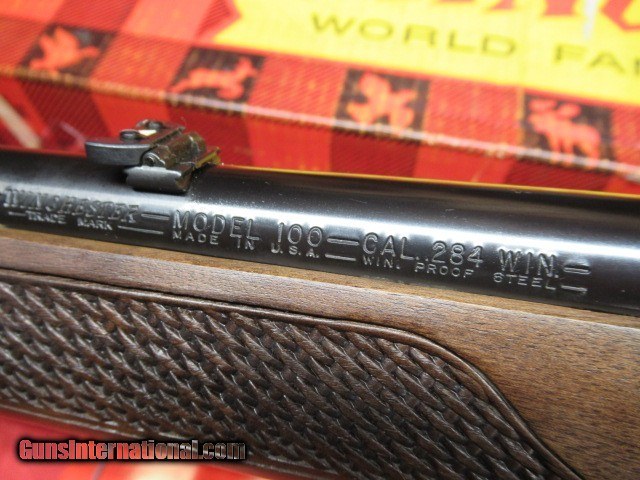 WORLD FA
WINCHESTER
TRADE MARK
MODEL 100
MADE IN U.S.A.
CAL. 284 WIN.
WIN. PROOF STEEL
GunsInternational.com